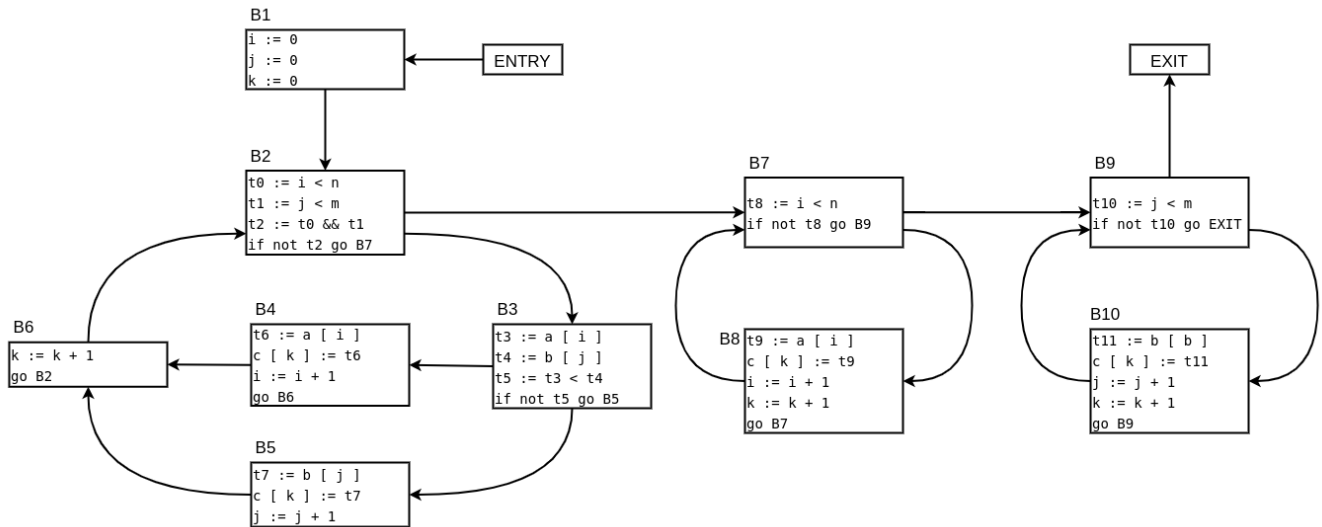 B1
i := 0
j := 0
k := 0
ENTRY
EXIT
B2
t0 := i < n
t1 := j < m
t2 := t0 && t1
if not t2 go B7
B7
t8 := i < n
if not t8 go B9
B9
t10 := j < m
if not t10 go EXIT
B6
k := k + 1
go B2
B4
t6 := a [ i ]
c [ k ] := t6
i := i + 1
go B6
B3
t3 := a [ i ]
t4 := b [ j ]
t5 := t3 < t4
if not t5 go B5
B8
t9 := a [ i ]
c [ k ] := t9
i := i + 1
k := k + 1
go B7
B10
t11 := b [ b ]
c [ k ] := t11
j := j + 1
k := k + 1
go B9
B5
t7 := b [ j ]
c [ k ] := t7
j := j + 1